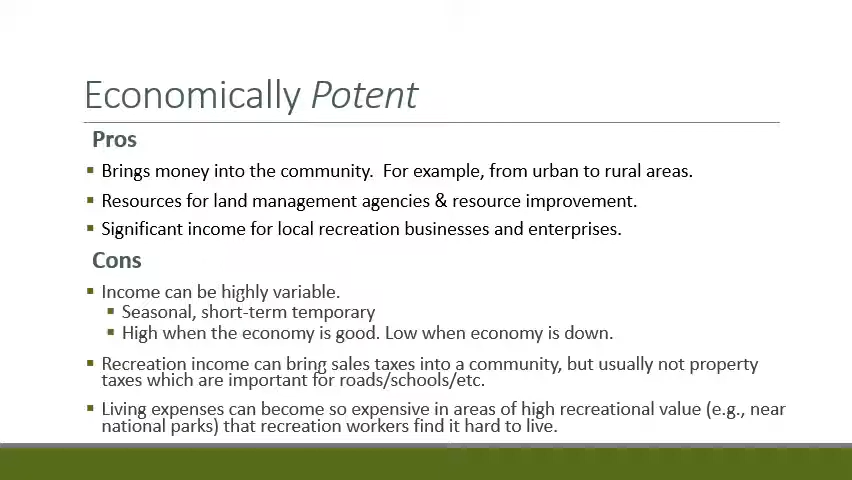 Economically Potent
Pros
▪ Brings money into the community.  For example, from urban to rural areas.
▪ Resources for land management agencies & resource improvement.
▪ Significant income for local recreation businesses and enterprises.
Cons
▪ Income can be highly variable.
▪ Seasonal, short-term temporary
▪ High when the economy is good. Low when economy is down.
▪ Recreation income can bring sales taxes into a community, but usually not property
taxes which are important for roads/schools/etc.
▪ Living expenses can become so expensive in areas of high recreational value (e.g., near
national parks) that recreation workers find it hard to live.